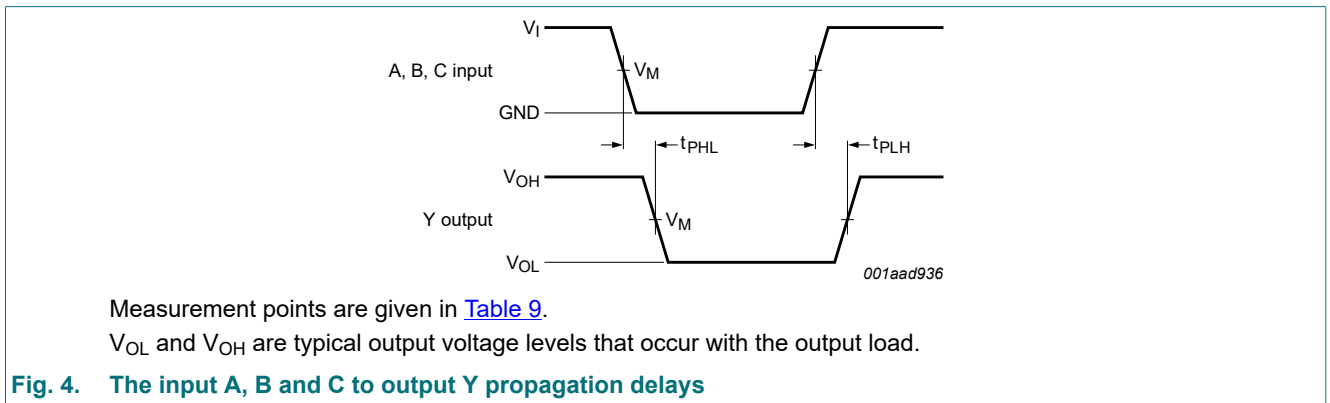 VI
A, B, C input
VM
GND
tPHL
tPLH
VOH
Y output
VM
VOL
001aad936
Measurement points are given in Table 9.
VOL and VOH are typical output voltage levels that occur with the output load.
Fig. 4. The input A, B and C to output Y propagation delays